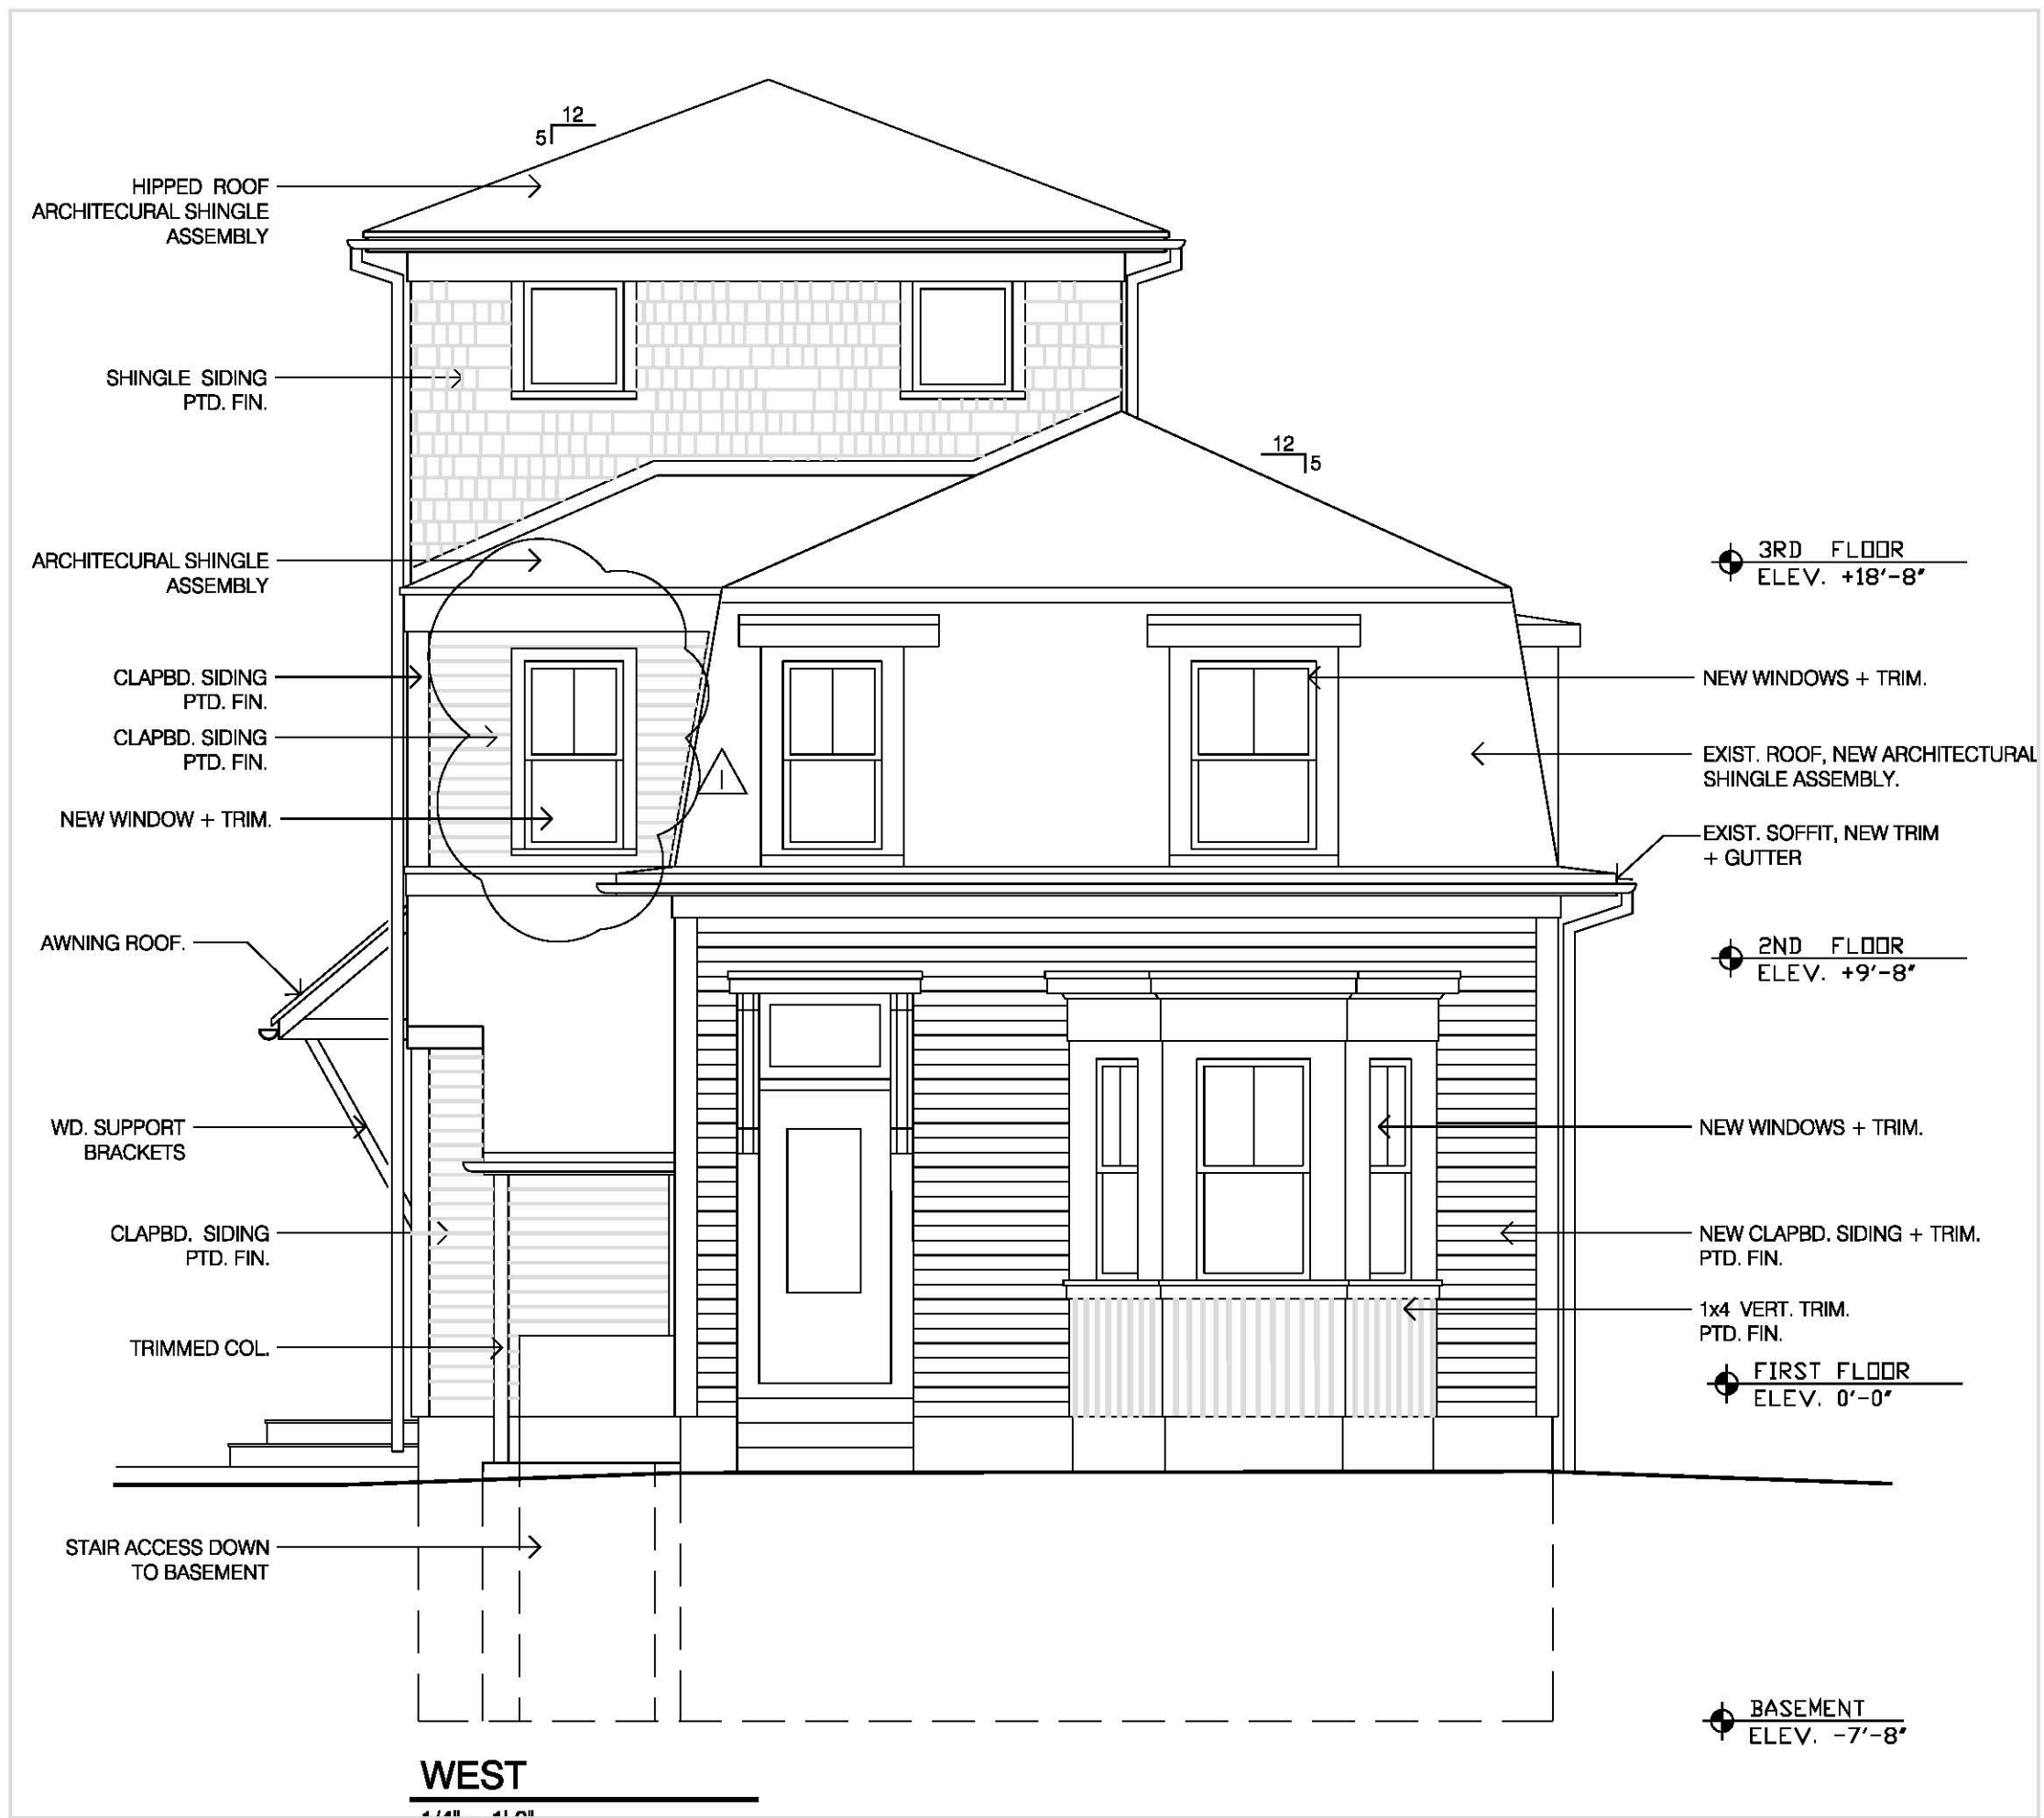 12
5
HIPPED ROOF
ARCHITECURAL SHINGLE
ASSEMBLY
SHINGLE SIDING
PTD. FIN.
12
5
ARCHITECURAL SHINGLE
ASSEMBLY
3RD FLOOR
ELEV. +18'-8"
CLAPBD. SIDING
PTD. FIN.
CLAPBD. SIDING
PTD. FIN.
NEW WINDOW + TRIM.
1
NEW WINDOWS + TRIM.
EXIST. ROOF, NEW ARCHITECTURAL
SHINGLE ASSEMBLY.
EXIST. SOFFIT, NEW TRIM
+ GUTTER
AWNING ROOF.
2ND FLOOR
ELEV. +9'-8"
WD. SUPPORT
BRACKETS
NEW WINDOWS + TRIM.
CLAPBD. SIDING
PTD. FIN.
NEW CLAPBD. SIDING + TRIM.
PTD. FIN.
1x4 VERT. TRIM.
PTD. FIN.
TRIMMED COL.
FIRST FLOOR
ELEV. 0'-0"
STAIR ACCESS DOWN
TO BASEMENT
BASEMENT
ELEV. -7'-8"
WEST